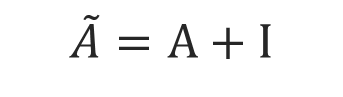 Ã = A + I